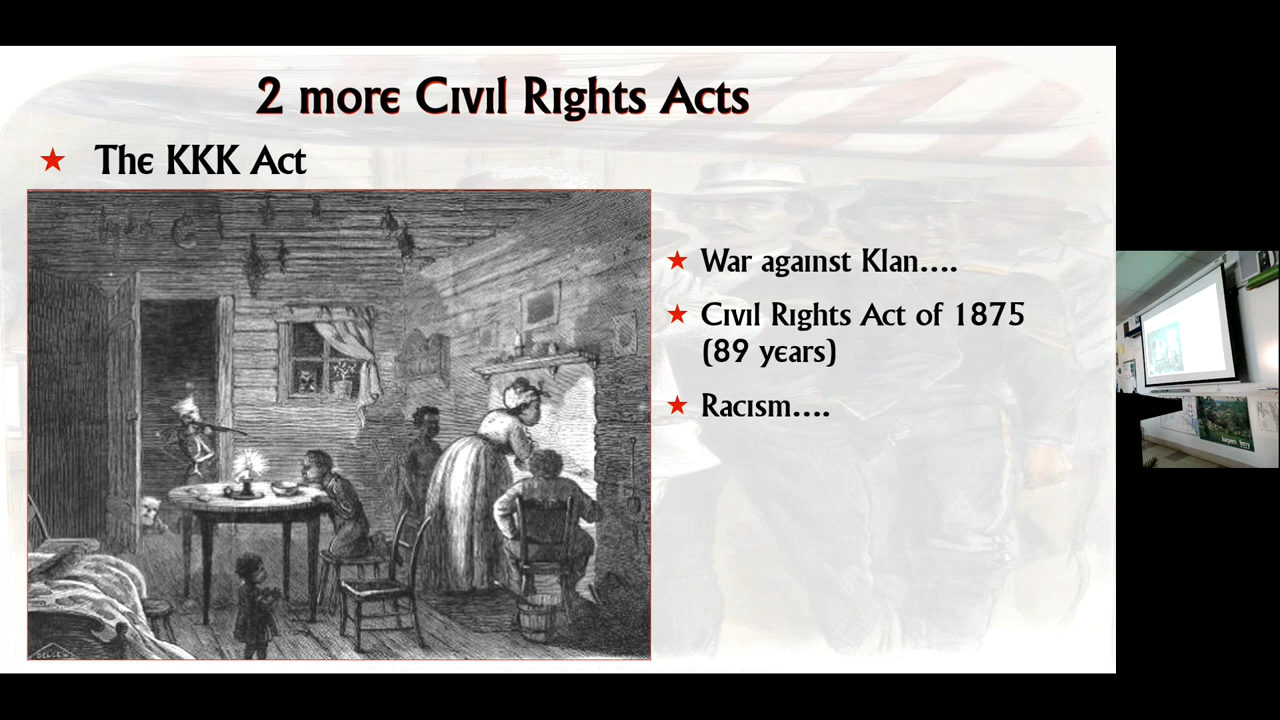 2 more Civil Rights Acts
The KKK Act
War against Klan....
Civil Rights Act of 1875
(89 years)
Racism....